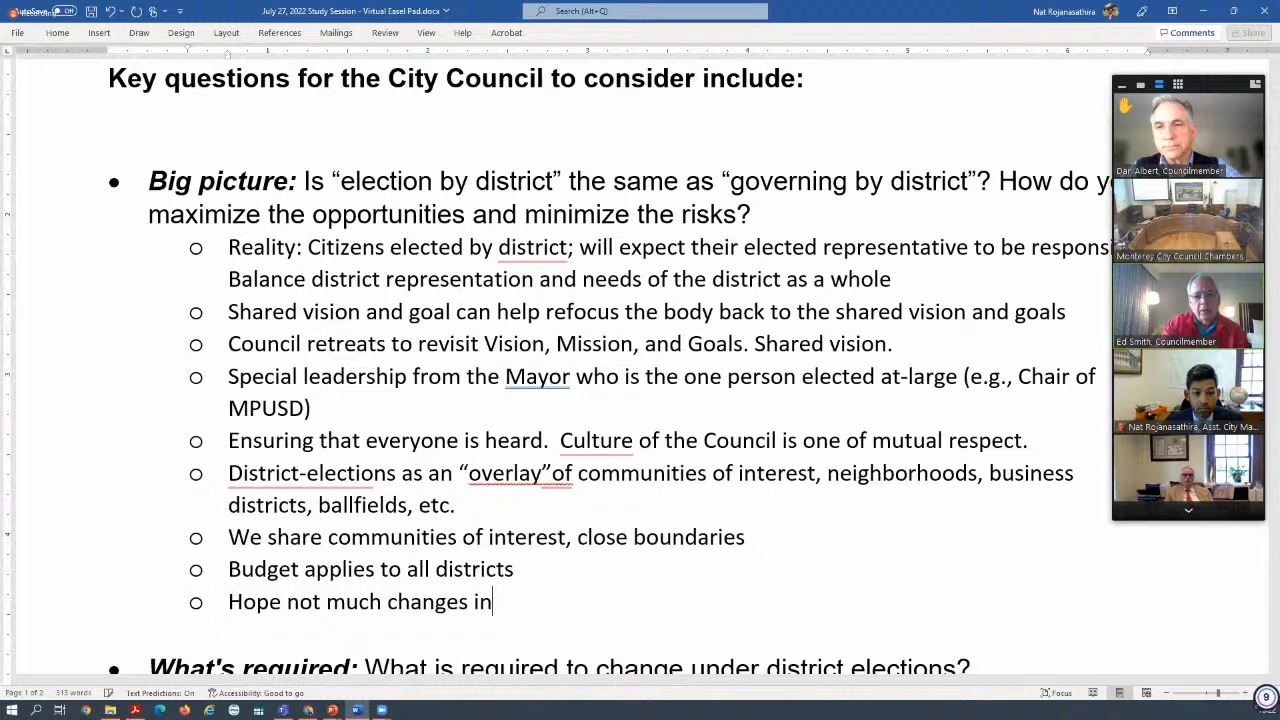 AutoSave Off
July 27, 2022 Study Session - Virtual Easel Pad.docx
Search (Alt+Q)
Nat Rojanasathira
File Home Insert Draw Design Layout References Mailings Review View Help Acrobat
Comments Share
Key questions for the City Council to consider include:
Big picture: Is “election by district” the same as “governing by district”? How do
maximize the opportunities and minimize the risks?
Reality: Citizens elected by district; will expect their elected representative to be
Balance district representation and needs of the district as a whole
Shared vision and goal can help refocus the body back to the shared vision and goals
Council retreats to revisit Vision, Mission, and Goals. Shared vision.
Special leadership from the Mayor who is the one person elected at-large (e.g., Chair of
MPUSD)
Ensuring that everyone is heard.  Culture of the Council is one of mutual respect.
District-elections as an “overlay”of communities of interest, neighborhoods, business
districts, ballfields, etc.
We share communities of interest, close boundaries
Budget applies to all districts
Hope not much changes in
What's required: What is required to change under district elections?
Dan Albert, Councilmember
Monterey City Council Chambers
Ed Smith, Councilmember
Nat Rojanasathira, Asst. City Ma...
Page 1 of 2 313 words Text Predictions: On Accessibility: Good to go
Focus
9